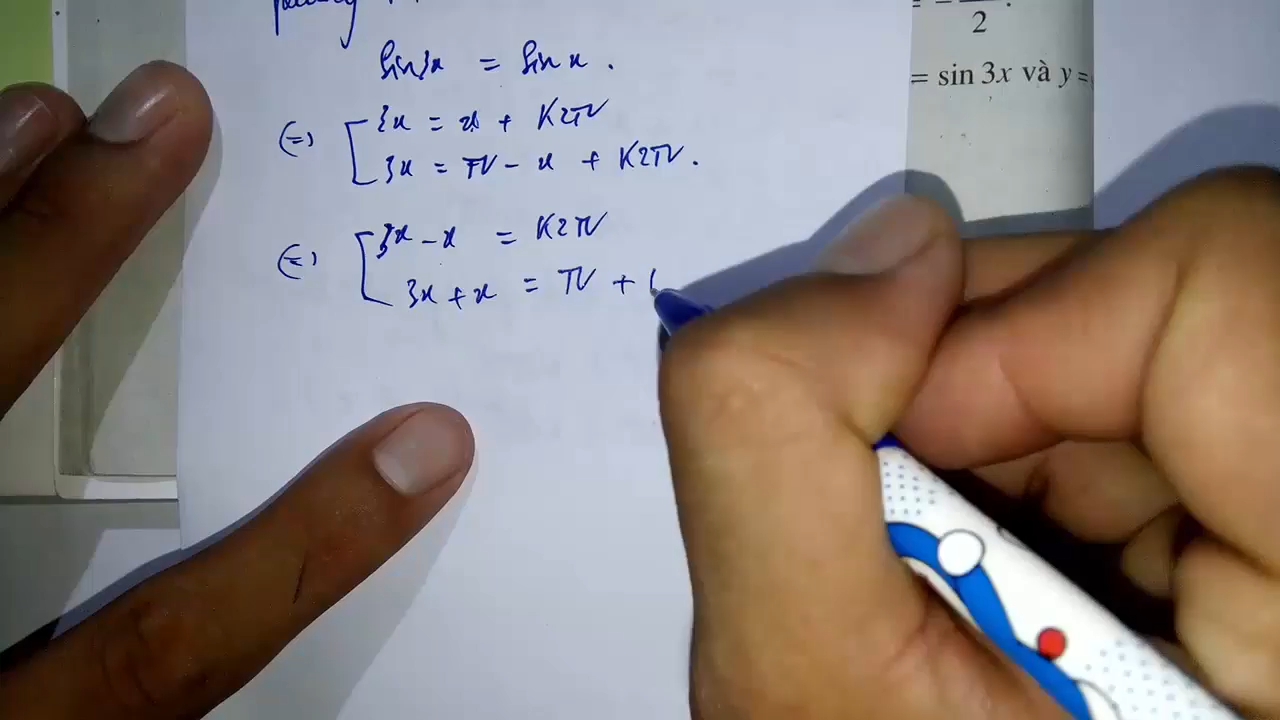 sin3x = sin x .
(=) [ 3x = x + K2π
3x = π - x + K2π .
(=) [ 3x - x = K2π
3x + x = π +
= - 2 .
= sin 3x và y =